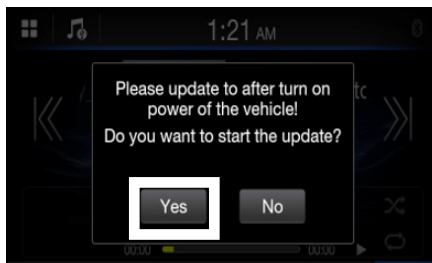 1:21 AM
Please update to after turn on
power of the vehicle!
Do you want to start the update?
Yes
No
00:00
00:00